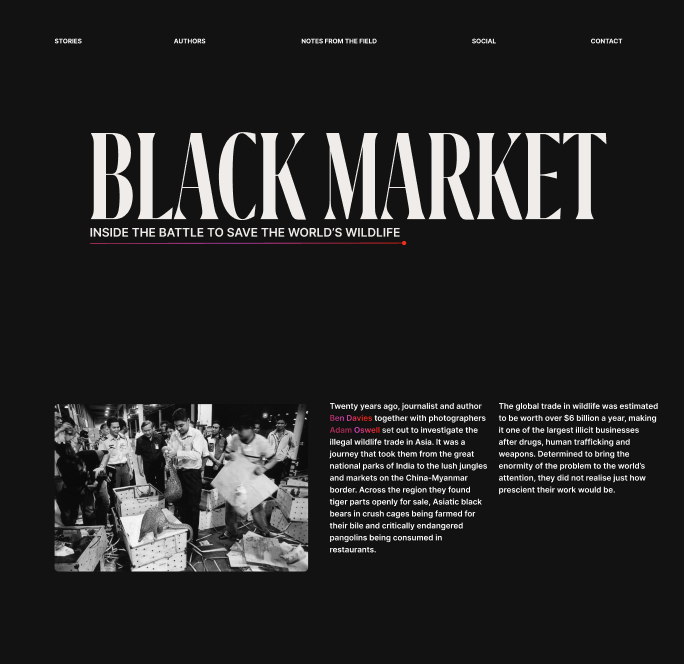 STORIES
AUTHORS
NOTES FROM THE FIELD
SOCIAL
CONTACT
BLACK MARKET
INSIDE THE BATTLE TO SAVE THE WORLD’S WILDLIFE
Twenty years ago, journalist and author
Ben Davies together with photographers
Adam Oswell set out to investigate the
illegal wildlife trade in Asia. It was a
journey that took them from the great
national parks of India to the lush jungles
and markets on the China-Myanmar
border. Across the region they found
tiger parts openly for sale, Asiatic black
bears in crush cages being farmed for
their bile and critically endangered
pangolins being consumed in
restaurants.
The global trade in wildlife was estimated
to be worth over $6 billion a year, making
it one of the largest illicit businesses
after drugs, human trafficking and
weapons. Determined to bring the
enormity of the problem to the world’s
attention, they did not realise just how
prescient their work would be.